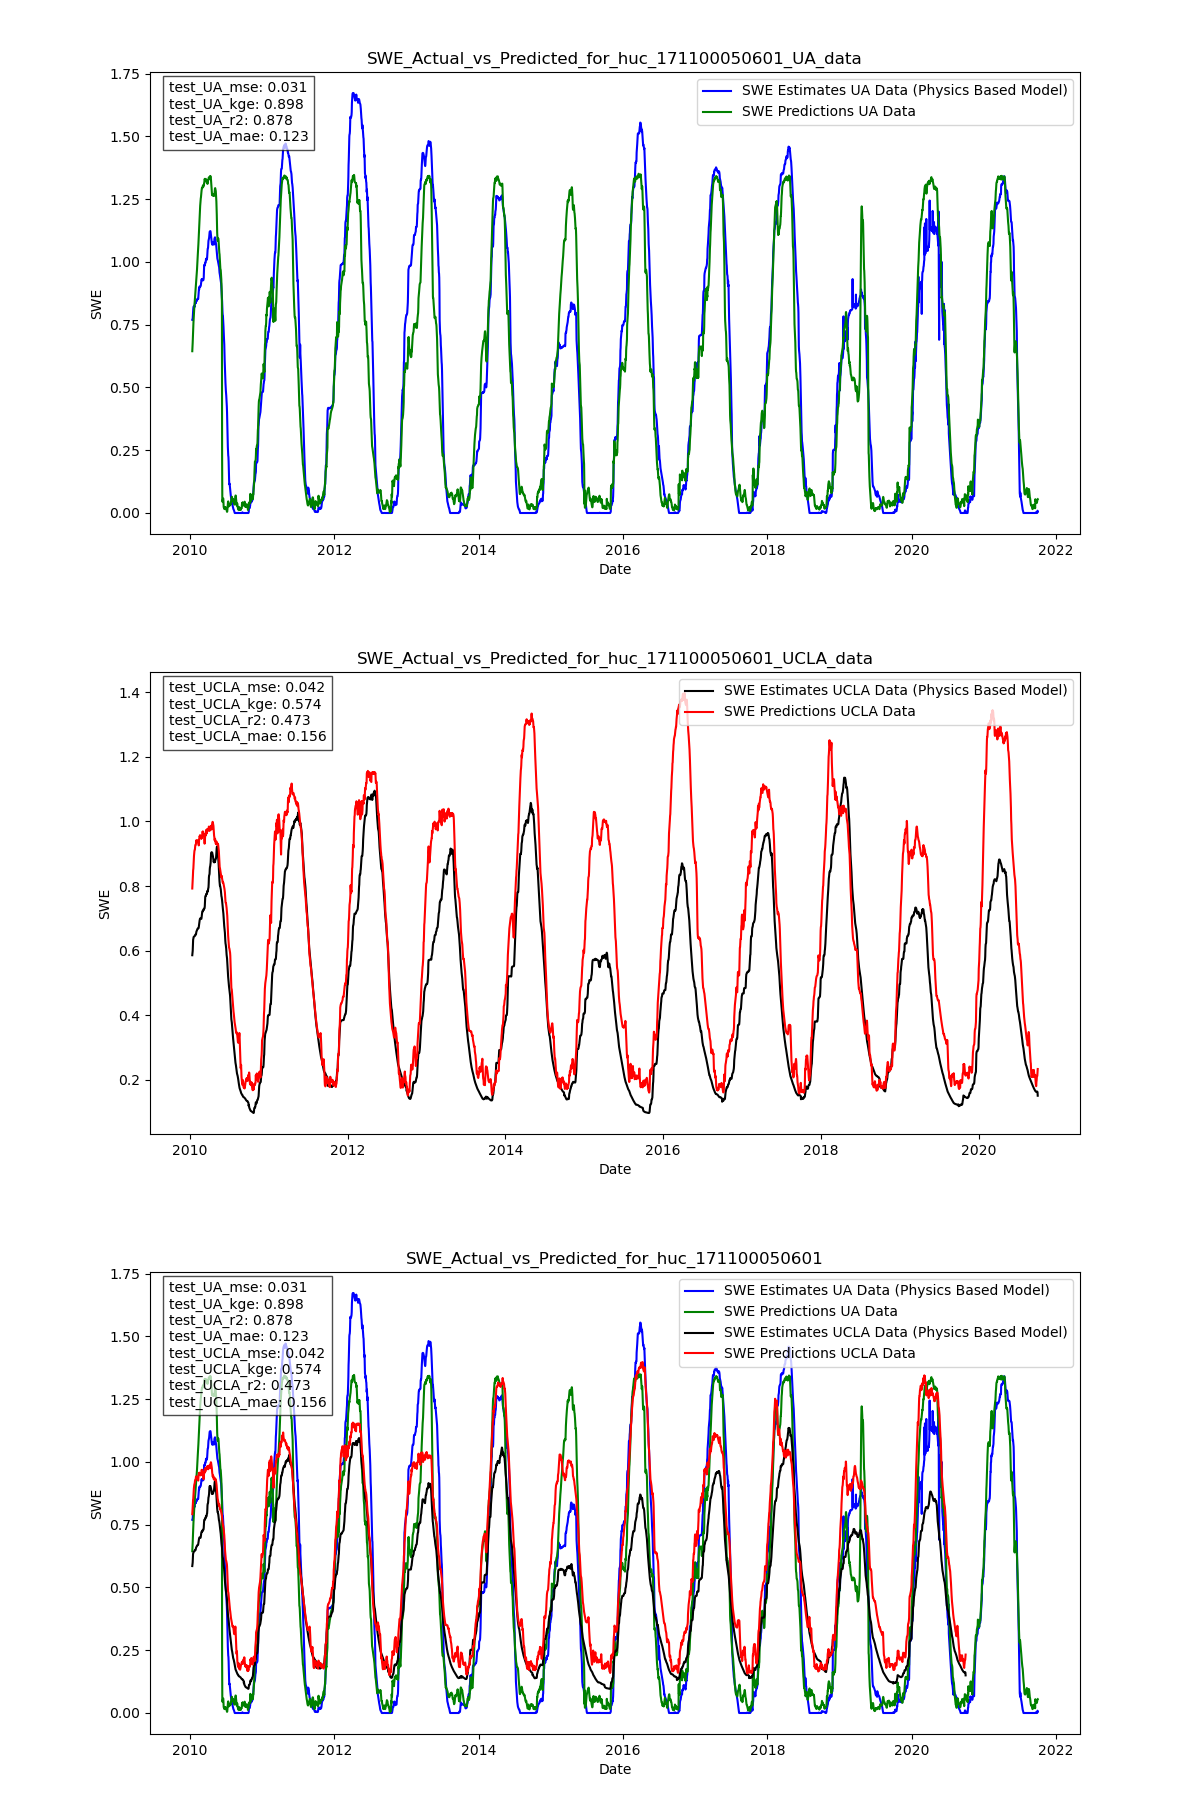 SWE_Actual_vs_Predicted_for_huc_171100050601_UA_data
test_UA_mse: 0.031
test_UA_kge: 0.898
test_UA_r2: 0.878
test_UA_mae: 0.123
SWE Estimates UA Data (Physics Based Model)
SWE Predictions UA Data
1.75
1.50
1.25
1.00
0.75
0.50
0.25
0.00
SWE
2010
2012
2014
2016
2018
2020
2022
Date
SWE_Actual_vs_Predicted_for_huc_171100050601_UCLA_data
test_UCLA_mse: 0.042
test_UCLA_kge: 0.574
test_UCLA_r2: 0.473
test_UCLA_mae: 0.156
SWE Estimates UCLA Data (Physics Based Model)
SWE Predictions UCLA Data
1.4
1.2
1.0
0.8
0.6
0.4
0.2
SWE
2010
2012
2014
2016
2018
2020
Date
SWE_Actual_vs_Predicted_for_huc_171100050601
test_UA_mse: 0.031
test_UA_kge: 0.898
test_UA_r2: 0.878
test_UA_mae: 0.123
test_UCLA_mse: 0.042
test_UCLA_kge: 0.574
test_UCLA_r2: 0.473
test_UCLA_mae: 0.156
SWE Estimates UA Data (Physics Based Model)
SWE Predictions UA Data
SWE Estimates UCLA Data (Physics Based Model)
SWE Predictions UCLA Data
1.75
1.50
1.25
1.00
0.75
0.50
0.25
0.00
SWE
2010
2012
2014
2016
2018
2020
2022
Date